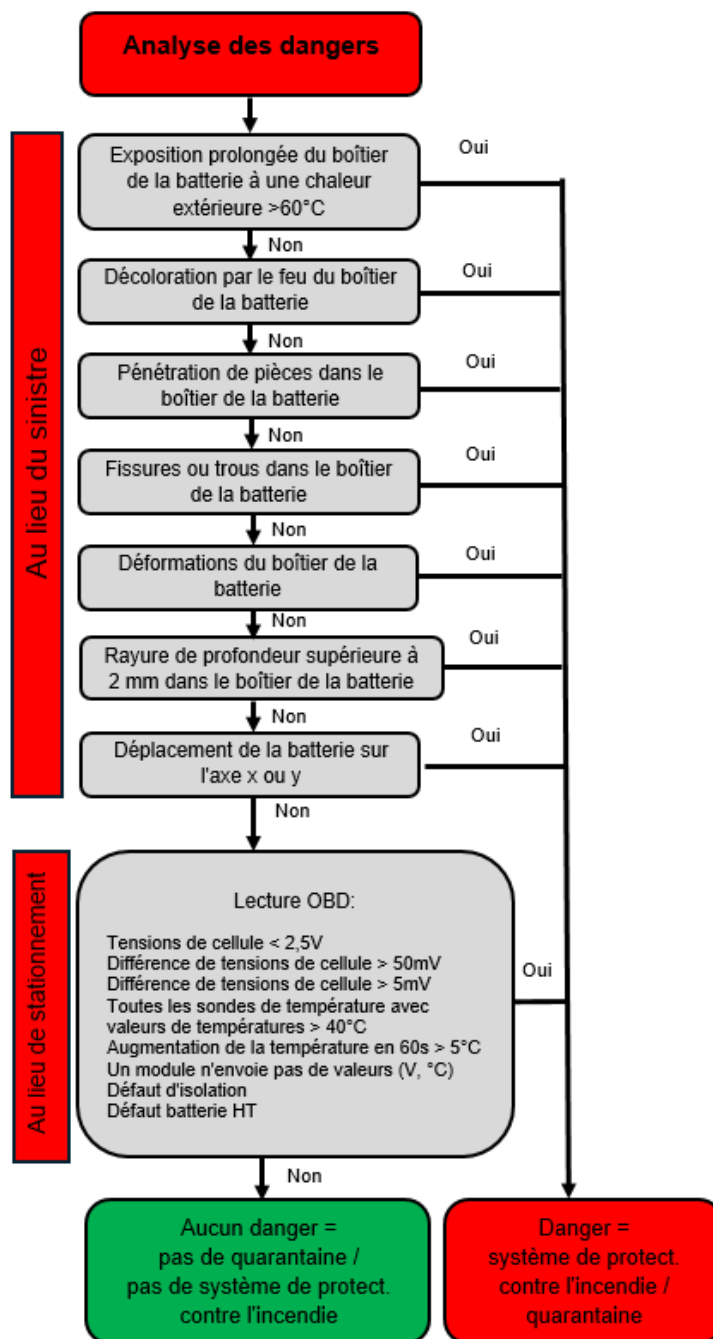 Analyse des dangers
Au lieu du sinistre
Exposition prolongée du boîtier
de la batterie à une chaleur
extérieure >60°C
Oui
Non
Décoloration par le feu du boîtier
de la batterie
Oui
Non
Pénétration de pièces dans le
boîtier de la batterie
Oui
Non
Fissures ou trous dans le boîtier
de la batterie
Oui
Non
Déformations du boîtier de la
batterie
Oui
Non
Rayure de profondeur supérieure à
2 mm dans le boîtier de la batterie
Oui
Non
Déplacement de la batterie sur
l'axe x ou y
Oui
Non
Au lieu de stationnement
Lecture OBD:
Tensions de cellule < 2,5V
Différence de tensions de cellule > 50mV
Différence de tensions de cellule > 5mV
Toutes les sondes de température avec
valeurs de températures > 40°C
Augmentation de la température en 60s > 5°C
Un module n'envoie pas de valeurs (V, °C)
Défaut d'isolation
Défaut batterie HT
Oui
Non
Aucun danger =
pas de quarantaine /
pas de système de protect.
contre l'incendie
Danger =
système de protect.
contre l'incendie /
quarantaine